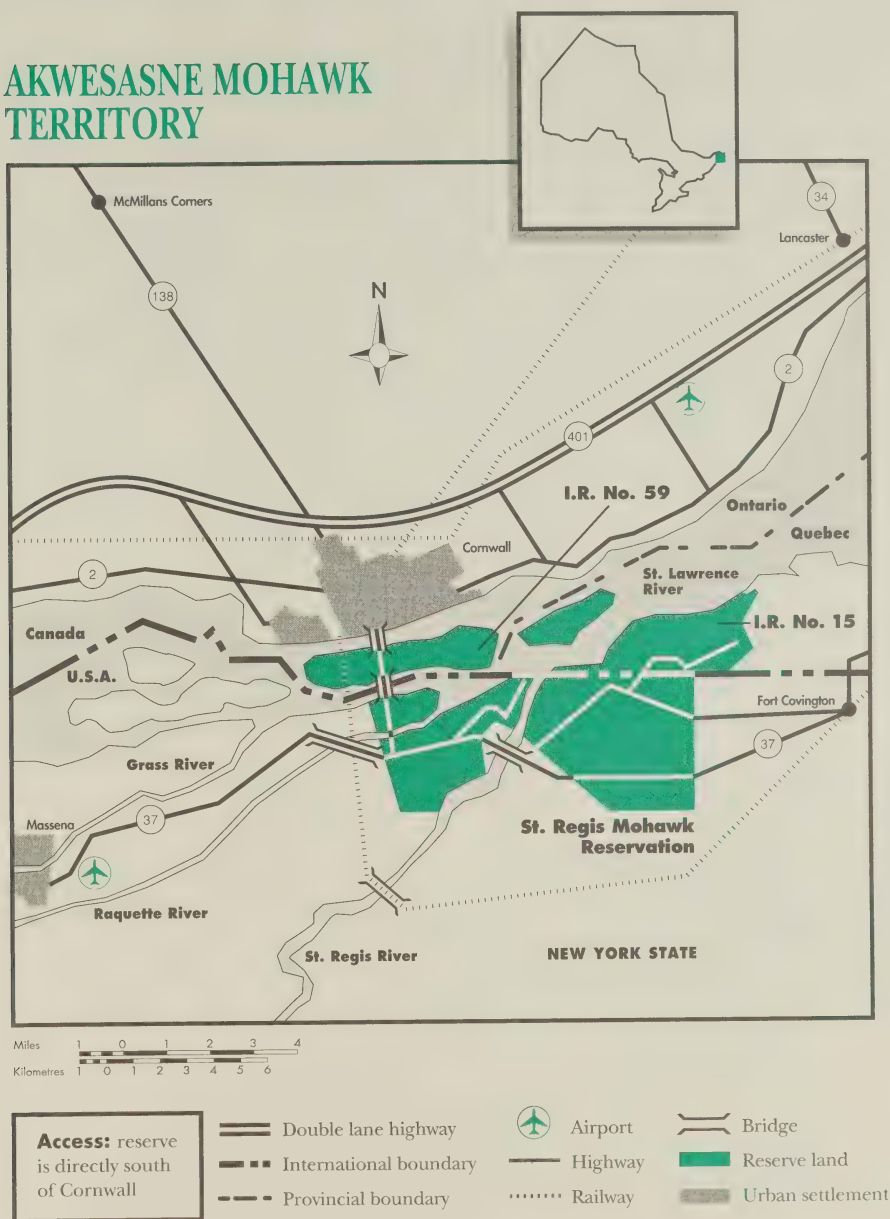 AKWESASNE MOHAWK
TERRITORY
McMillans Corners
34
Lancaster
138
N
2
401
I.R. No. 59
Ontario
Quebec
Cornwall
2
St. Lawrence
River
Canada
I.R. No. 15
U.S.A.
Fort Covington
Grass River
37
Massena
37
St. Regis Mohawk
Reservation
Raquette River
St. Regis River
NEW YORK STATE
Miles 1 0 1 2 3 4
Kilometres 1 0 1 2 3 4 5 6
Access: reserve
is directly south
of Cornwall
Double lane highway
International boundary
Provincial boundary
Airport
Highway
Railway
Bridge
Reserve land
Urban settlement